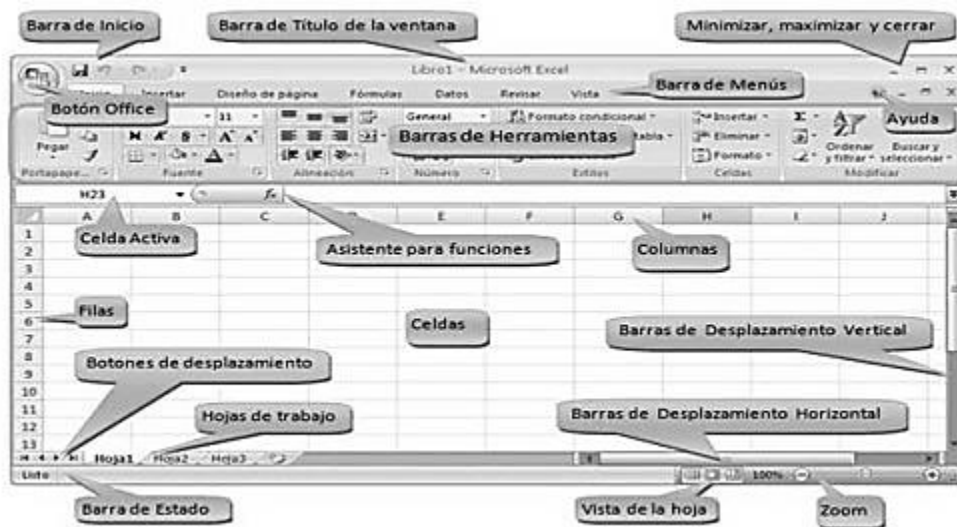 Barra de Inicio
Barra de Título de la ventana
Minimizar, maximizar y cerrar
Libro1 - Microsoft Excel
Insertar Diseño de página Fórmulas Datos Revisar Vista
Barra de Menús
Botón Office
Ayuda
11 General Formato condicional Insertar Σ
N K S A A
Barras de Herramientas
tabla Eliminar
Pegar
Formato
Ordenar y filtrar
Buscar y seleccionar
Portapape... Fuente Alineación Número Estilos Celdas Modificar
H23 fx
A B C E F G H I J
Celda Activa
Asistente para funciones
Columnas
1
2
3
4
5
6
7
8
9
10
11
12
13
Filas
Celdas
Barras de Desplazamiento Vertical
Botones de desplazamiento
Hojas de trabajo
Barras de Desplazamiento Horizontal
Hoja1 Hoja2 Hoja3
Listo 100%
Barra de Estado
Vista de la hoja
Zoom